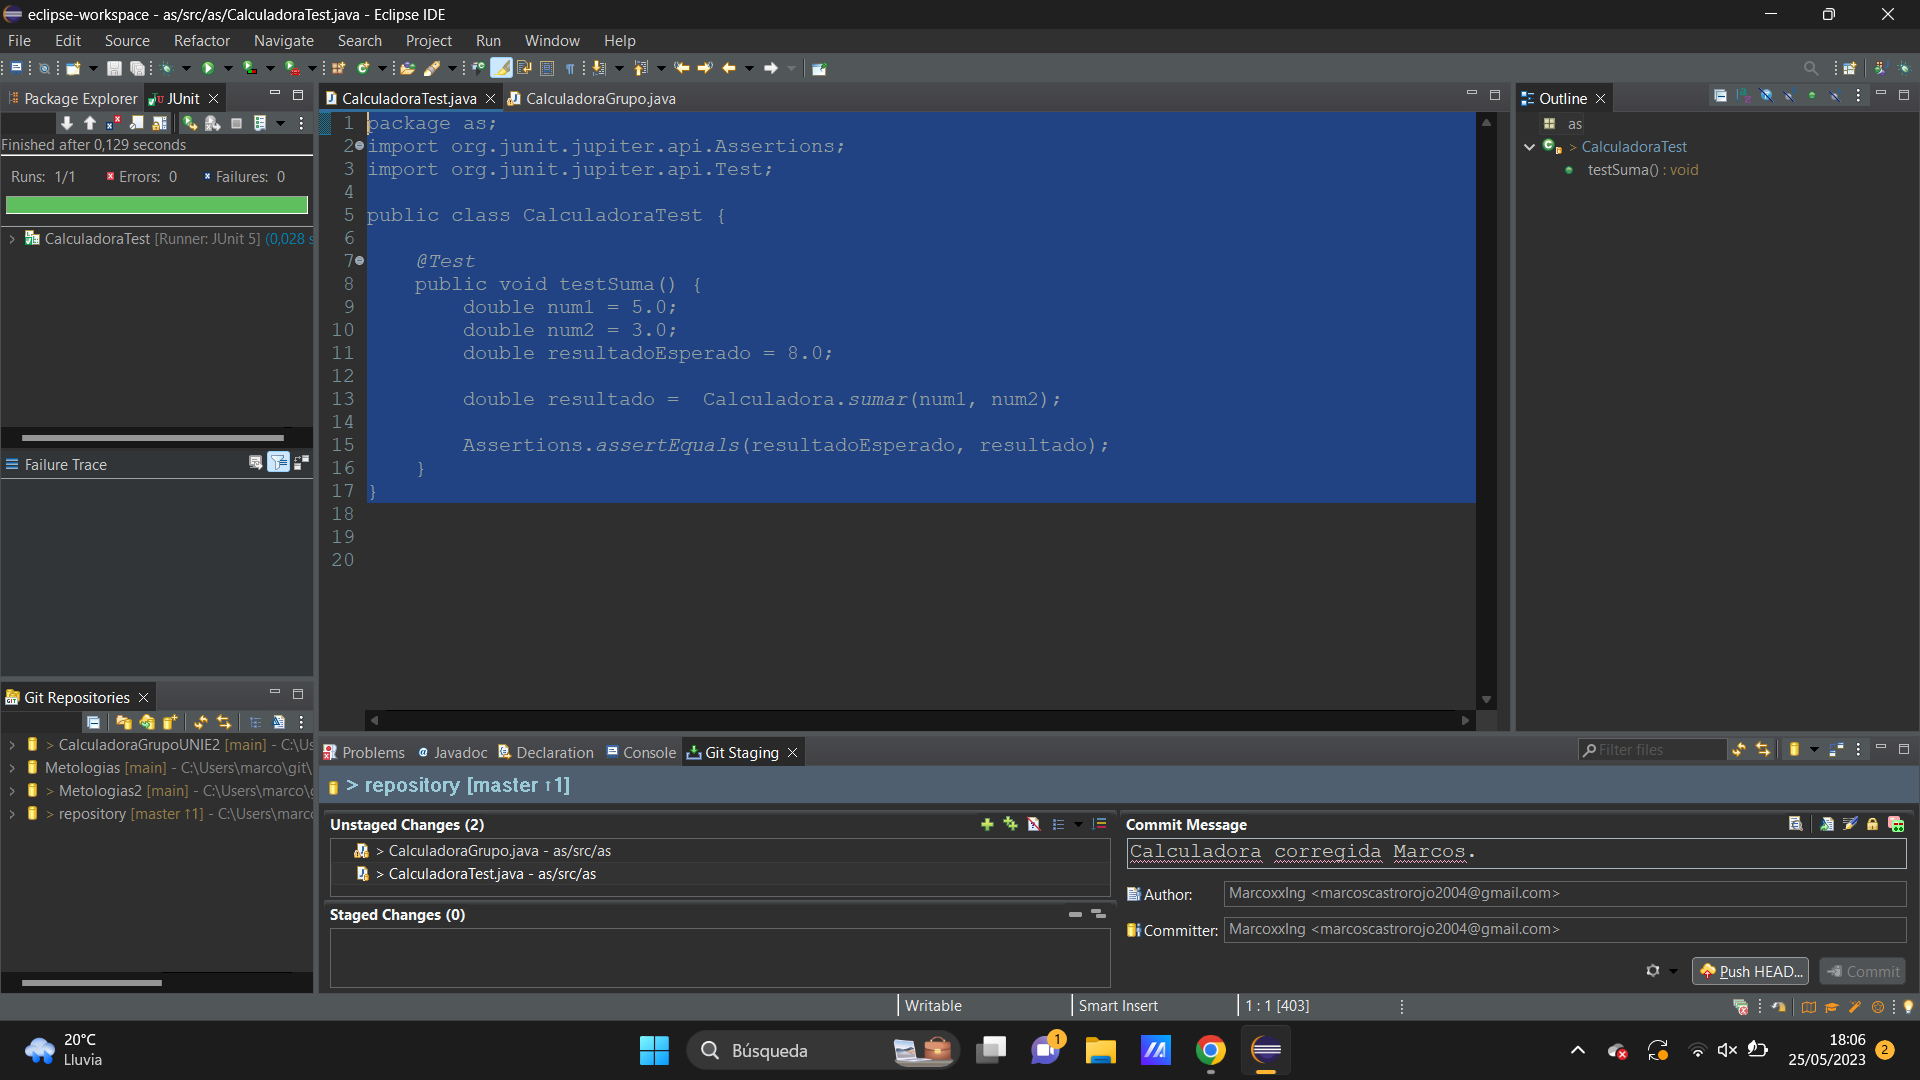 eclipse-workspace - as/src/as/CalculadoraTest.java - Eclipse IDE
File Edit Source Refactor Navigate Search Project Run Window Help
Package Explorer JUnit
Finished after 0,129 seconds
Runs: 1/1 Errors: 0 Failures: 0
CalculadoraTest [Runner: JUnit 5] (0,028 s
Failure Trace
Git Repositories
> CalculadoraGrupoUNIE2 [main] - C:\Us
Metologias [main] - C:\Users\marco\git\
> Metologias2 [main] - C:\Users\marco\g
> repository [master ↑1] - C:\Users\marco
CalculadoraTest.java CalculadoraGrupo.java
1 package as;
2 import org.junit.jupiter.api.Assertions;
3 import org.junit.jupiter.api.Test;
4
5 public class CalculadoraTest {
6
7 @Test
8 public void testSuma() {
9 double num1 = 5.0;
10 double num2 = 3.0;
11 double resultadoEsperado = 8.0;
12
13 double resultado =  Calculadora.sumar(num1, num2);
14
15 Assertions.assertEquals(resultadoEsperado, resultado);
16 }
17 }
18
19
20
Outline
as
> CalculadoraTest
testSuma() : void
Problems Javadoc Declaration Console Git Staging
Filter files
> repository [master ↑1]
Unstaged Changes (2)
> CalculadoraGrupo.java - as/src/as
> CalculadoraTest.java - as/src/as
Staged Changes (0)
Commit Message
Calculadora corregida Marcos.
Author: MarcoxxIng <marcoscastrorojo2004@gmail.com>
Committer: MarcoxxIng <marcoscastrorojo2004@gmail.com>
Push HEAD... Commit
Writable Smart Insert 1 : 1 [403]
20°C
Lluvia
Búsqueda
1
18:06
25/05/2023
2